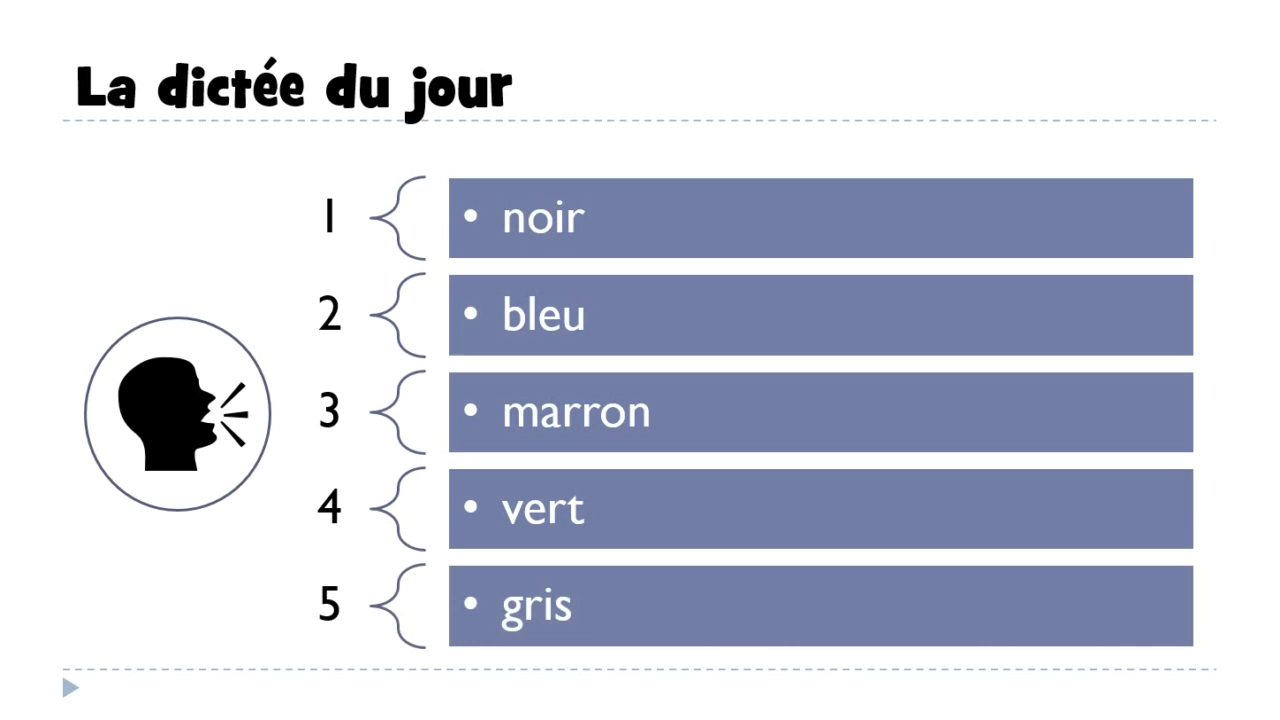 La dictée du jour
1 • noir
2 • bleu
3 • marron
4 • vert
5 • gris